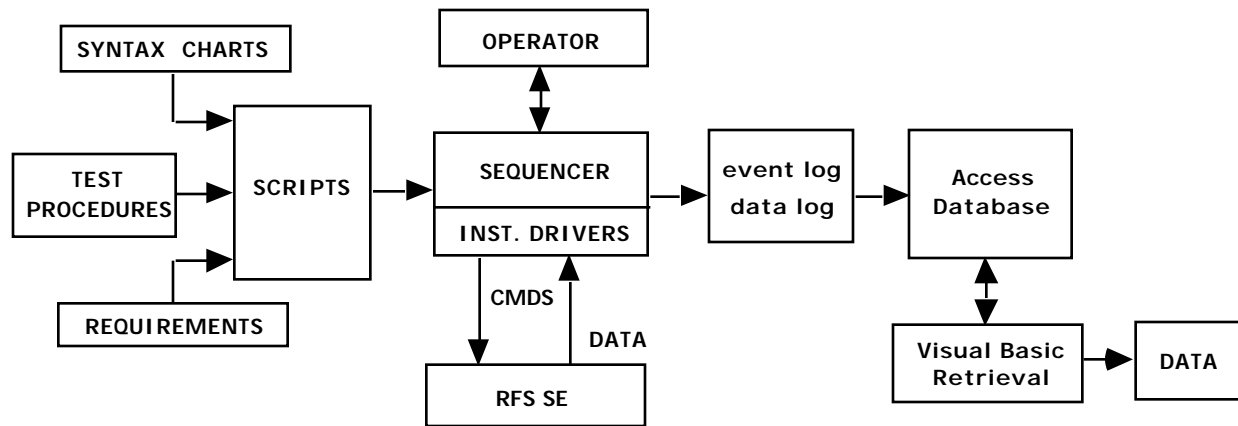 SYNTAX CHARTS
OPERATOR
TEST
PROCEDURES
SCRIPTS
SEQUENCER
INST. DRIVERS
event log
data log
Access
Database
CMDS
DATA
REQUIREMENTS
RFS SE
Visual Basic
Retrieval
DATA